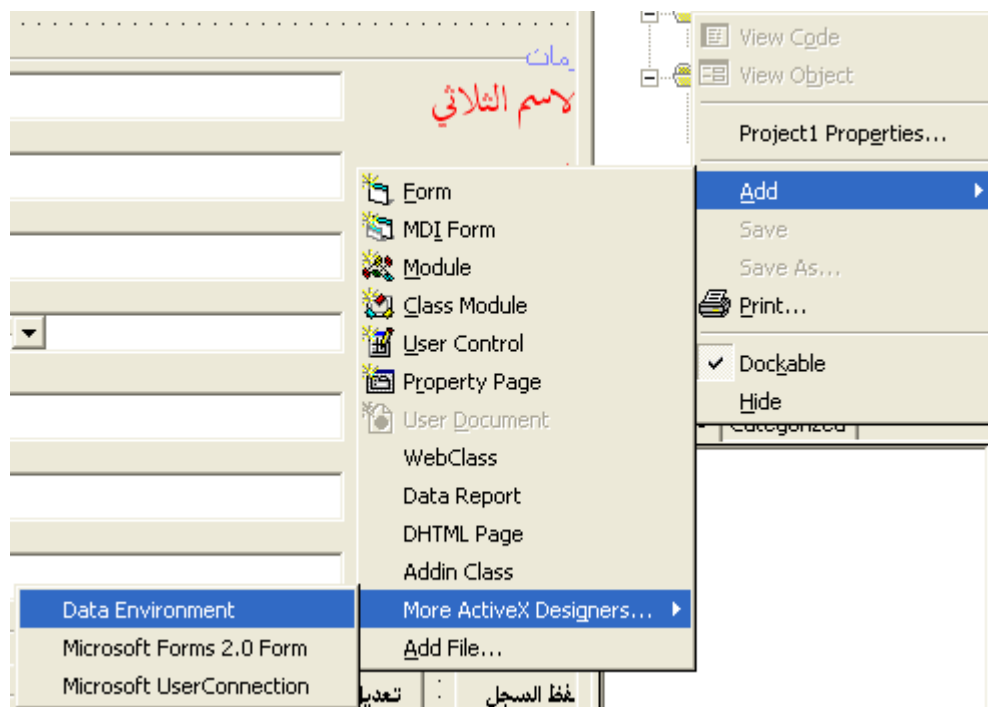 View Code
View Object
Project1 Properties...
Add
Save
Save As...
Print...
Dockable
Hide
Categorized
Form
MDI Form
Module
Class Module
User Control
Property Page
User Document
WebClass
Data Report
DHTML Page
Addin Class
More ActiveX Designers...
Add File...
Data Environment
Microsoft Forms 2.0 Form
Microsoft UserConnection
الثلاثي
السجل